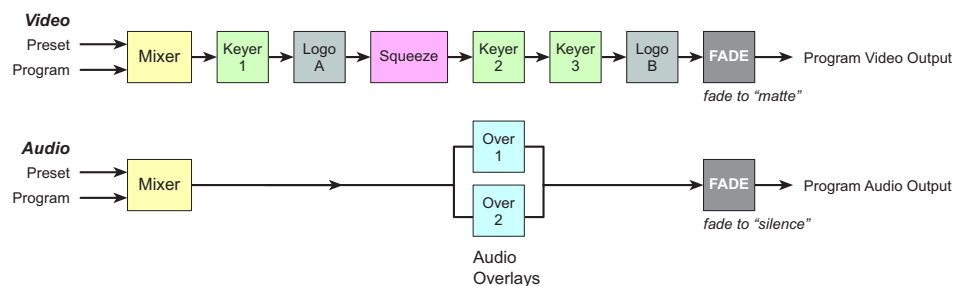 Video
Preset
Program
Mixer
Keyer
1
Logo
A
Squeeze
Keyer
2
Keyer
3
Logo
B
FADE
Program Video Output
fade to “matte”
Audio
Preset
Program
Mixer
Over
1
Over
2
Audio
Overlays
FADE
Program Audio Output
fade to “silence”